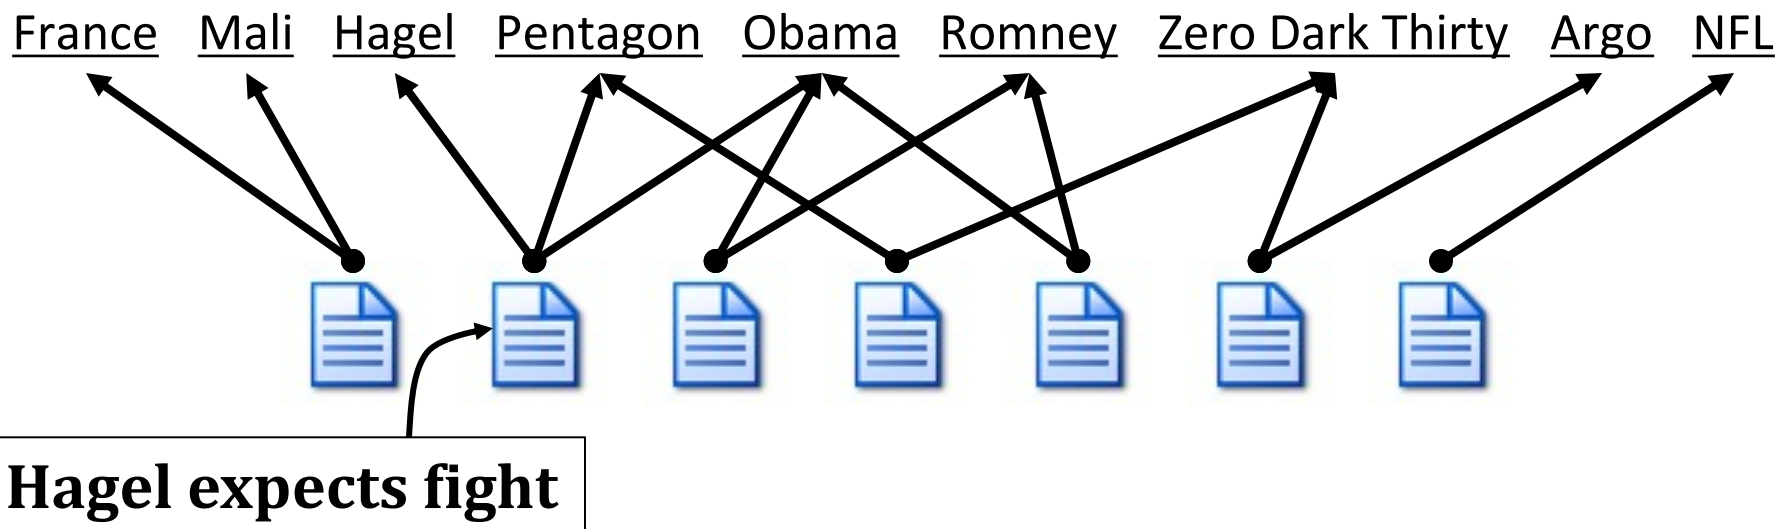 France Mali Hagel Pentagon Obama Romney Zero Dark Thirty Argo NFL
Hagel expects fight